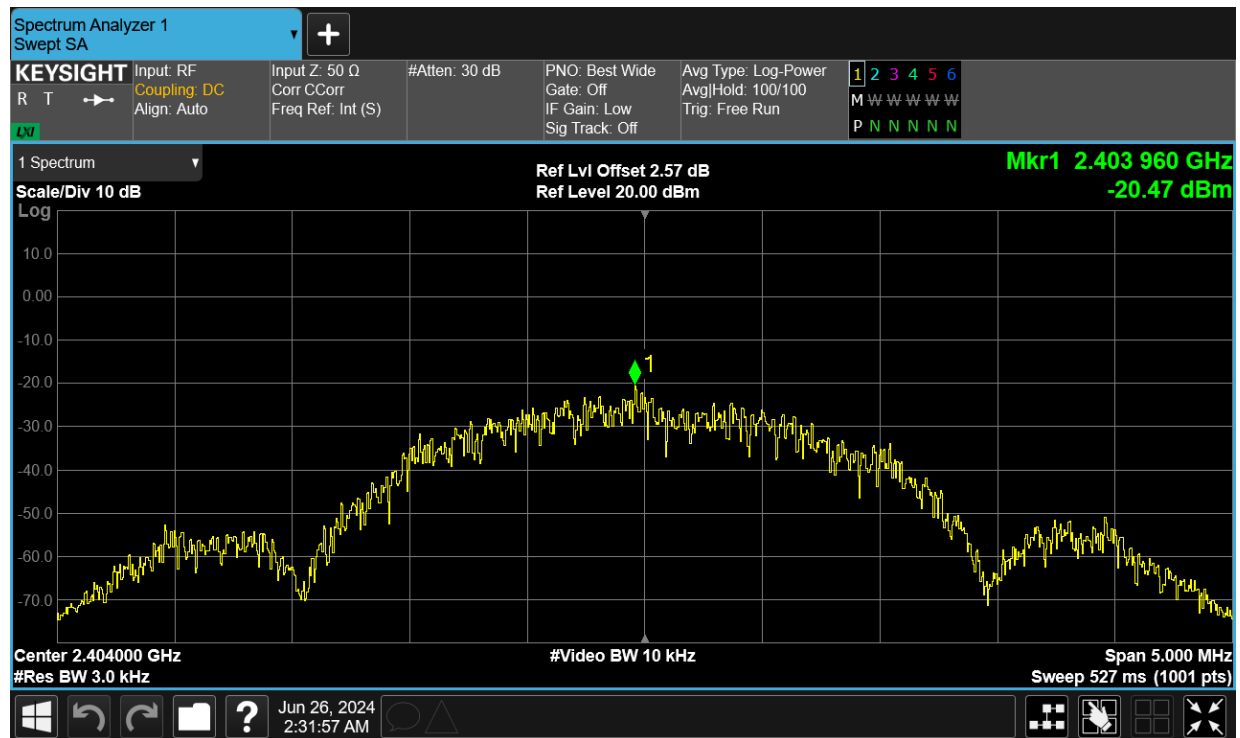 Spectrum Analyzer 1
Swept SA
KEYSIGHT
R T
LXI
Input: RF
Coupling: DC
Align: Auto
Input Z: 50 Ω
Corr CCorr
Freq Ref: Int (S)
#Atten: 30 dB
PNO: Best Wide
Gate: Off
IF Gain: Low
Sig Track: Off
Avg Type: Log-Power
Avg|Hold: 100/100
Trig: Free Run
1 2 3 4 5 6
M W W W W W
P N N N N N N
1 Spectrum
Scale/Div 10 dB
Log
Ref Lvl Offset 2.57 dB
Ref Level 20.00 dBm
Mkr1 2.403 960 GHz
-20.47 dBm
10.0
0.00
-10.0
1
-20.0
-30.0
-40.0
-50.0
-60.0
-70.0
Center 2.404000 GHz
#Video BW 10 kHz
Span 5.000 MHz
#Res BW 3.0 kHz
Sweep 527 ms (1001 pts)
?
Jun 26, 2024
2:31:57 AM